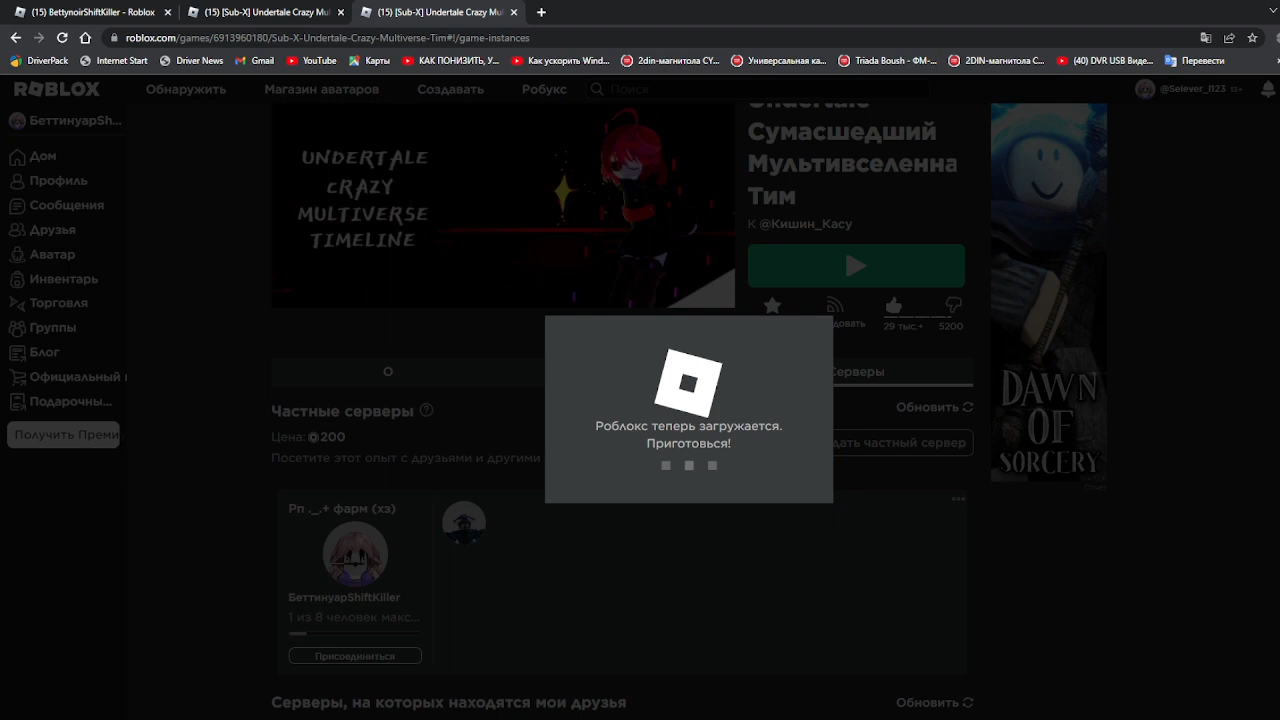 (15) BettynoirShiftKiller - Roblox
(15) [Sub-X] Undertale Crazy Mul
(15) [Sub-X] Undertale Crazy Mul
roblox.com/games/6913960180/Sub-X-Undertale-Crazy-Multiverse-Tim#!/game-instances
DriverPack
Internet Start
Driver News
Gmail
YouTube
Карты
КАК ПОНИЗИТЬ, У...
Как ускорить Wind...
2din-магнитола CY...
Универсальная ка...
Triada Boush - ФМ-...
2DIN-магнитола С...
(40) DVR USB Виде...
Перевести
ROBLOX
Обнаружить
Магазин аватаров
Создавать
Робукс
Поиск
@Selever_l123 13+
БеттинуарSh...
Дом
Профиль
Сообщения
Друзья
Аватар
Инвентарь
Торговля
Группы
Блог
Официальный
Подарочны...
Получить Преми
UNDERTALE
CRAZY
MULTIVERSE
TIMELINE
Undertale
Сумасшедший
Мультивселенна
Тим
К @Кишин_Касу
довать
29 тыс.+
5200
О
Серверы
Частные серверы
Обновить
Цена: 200
дать частный сервер
Посетите этот опыт с друзьями и другими
Роблокс теперь загружается.
Приготовься!
Рп ._.+ фарм (хз)
БеттинуарShiftKiller
1 из 8 человек макс...
Присоединиться
Серверы, на которых находятся мои друзья
Обновить
DAWN
OF
SORCERY